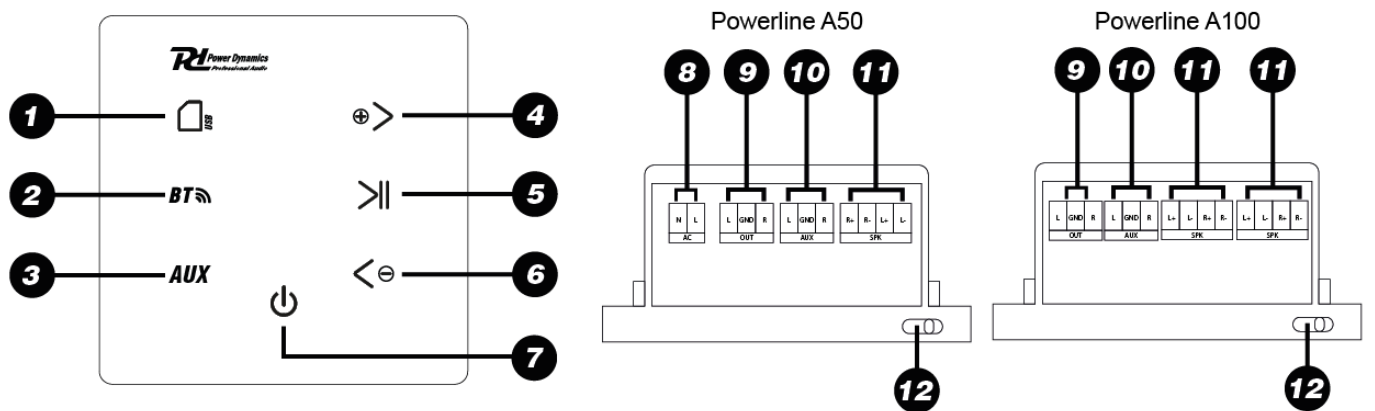 Power Dynamics
Professional Audio
1
USB
4
2
BT
5
3
AUX
6
7
Powerline A50
8 9 10 11
N L L GND R L GND R R+ R- L+ L-
AC OUT AUX SPK
12
Powerline A100
9 10 11 11
L GND R L GND R L+ L- R+ R- L+ L- R+ R-
OUT AUX SPK SPK
12